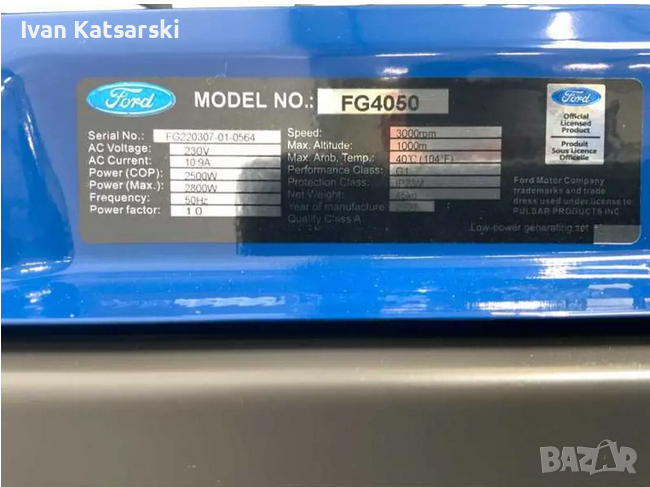 Ivan Katsarski
Ford
MODEL NO.: FG4050
Serial No.: FG220307-01-0564
AC Voltage: 230V
AC Current: 10.9A
Power (COP): 2500W
Power (Max.): 2800W
Frequency: 50Hz
Power factor: 1.0
Speed: 3000rpm
Max. Altitude: 1000m
Max. Amb. Temp.: 40°C (104°F)
Performance Class: G1
Protection Class: IP23M
Net Weight: 45kg
Year of manufacture:
Quality Class A
Ford
Official
Licensed
Product
Produit
Sous Licence
Officielle
Ford Motor Company
trademarks and trade
dress used under license to
PULSAR PRODUCTS INC.
Low-power generating set
BAZAR